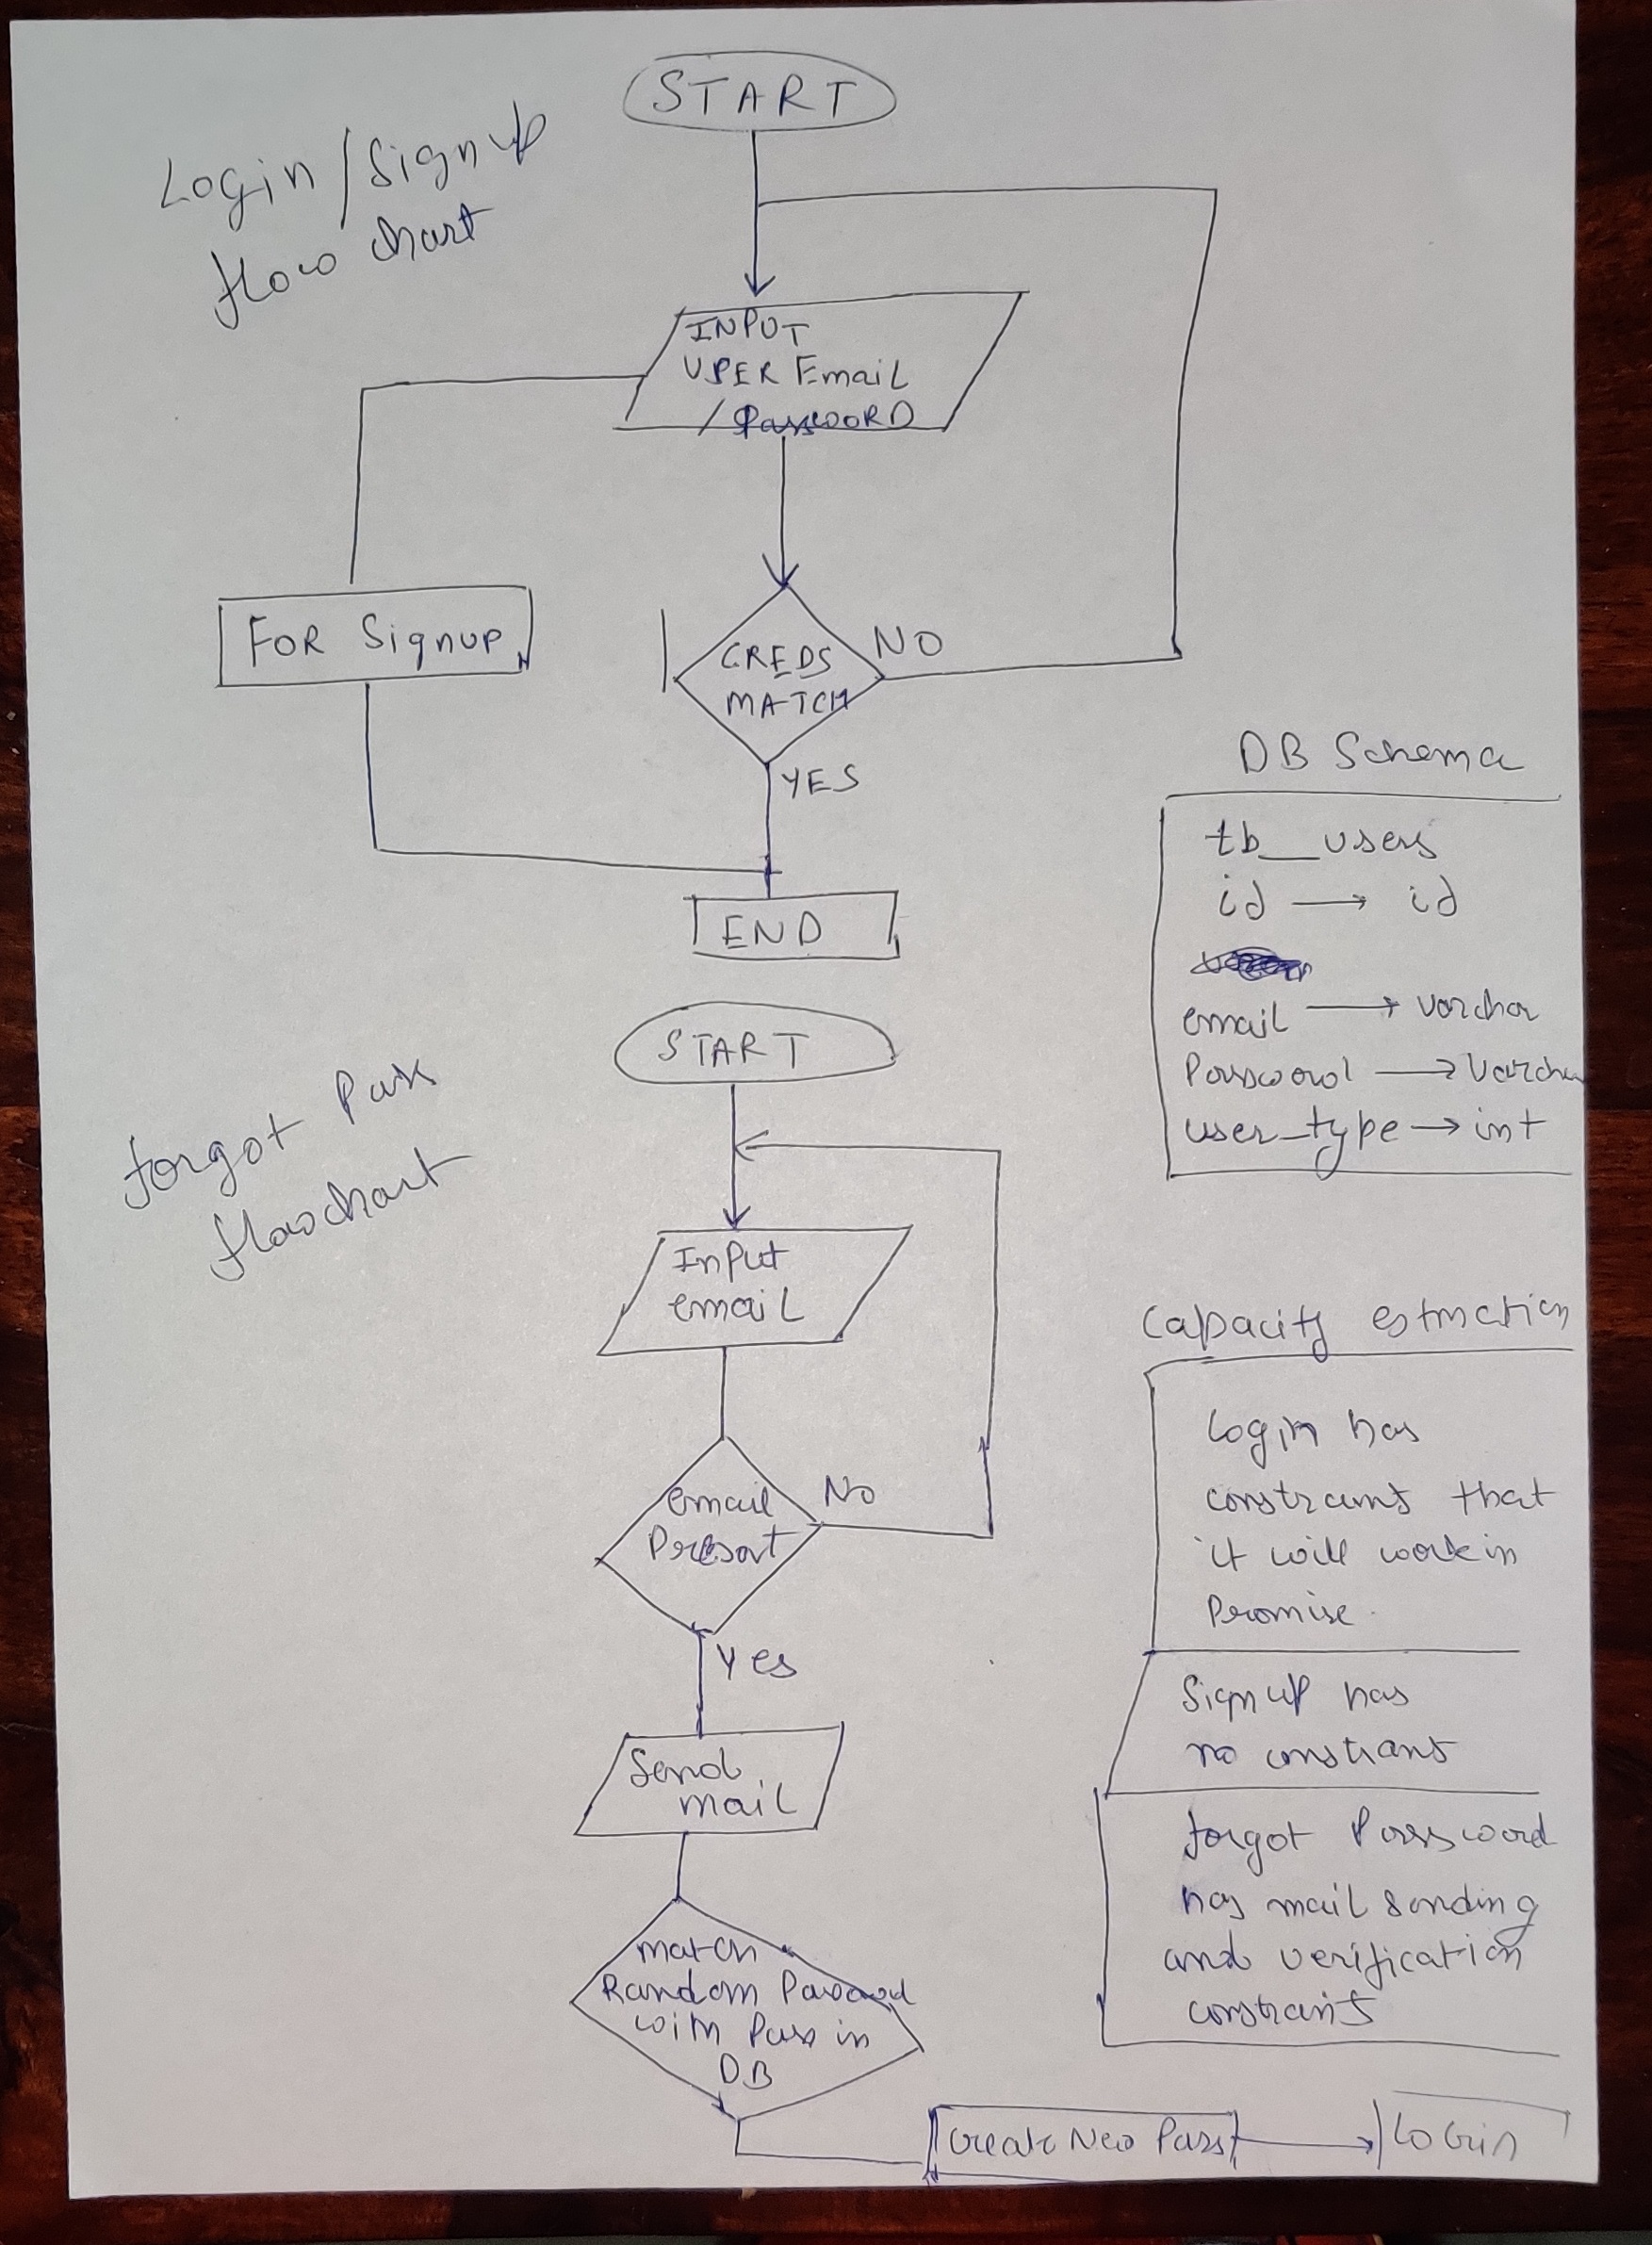 START
Login/Signup
flow chart
INPUT
USER Email
/ PassWORD
FOR Signup
CREDS
MATCH
NO
YES
END
DB Schema
tb_users
id → id
email → varchar
Password → Varchar
user_type → int
START
forgot Pass
flowchart
Input
email
email
Present
No
Yes
Send
mail
match
Random Password
with Pass in
DB
Create New Pass
Login
Capacity estmation
Login has
constraints that
it will work in
Promise.
Signup has
no constrans
forgot Password
has mail sending
and verification
constraints